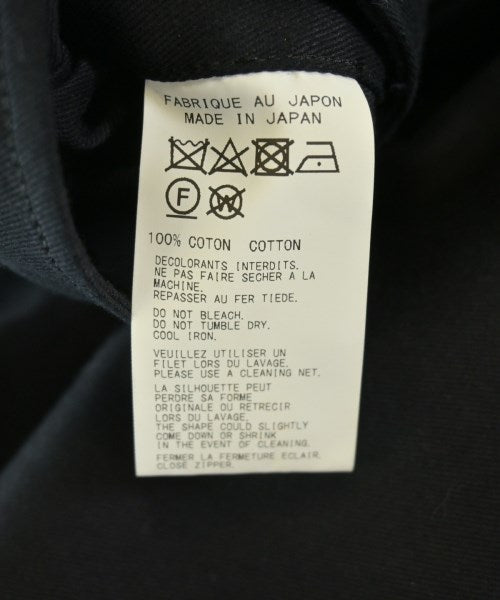 FABRIQUE AU JAPON
MADE IN JAPAN
F W
100% COTON COTTON
DECOLORANTS INTERDITS.
NE PAS FAIRE SECHER A LA
MACHINE.
REPASSER AU FER TIEDE.
DO NOT BLEACH.
DO NOT TUMBLE DRY.
COOL IRON.
VEUILLEZ UTILISER UN
FILET LORS DU LAVAGE.
PLEASE USE A CLEANING NET.
LA SILHOUETTE PEUT
PERDRE SA FORME
ORIGINALE OU RETRECIR
LORS DU LAVAGE.
THE SHAPE COULD SLIGHTLY
COME DOWN OR SHRINK
IN THE EVENT OF CLEANING.
FERMER LA FERMETURE ECLAIR.
CLOSE ZIPPER.